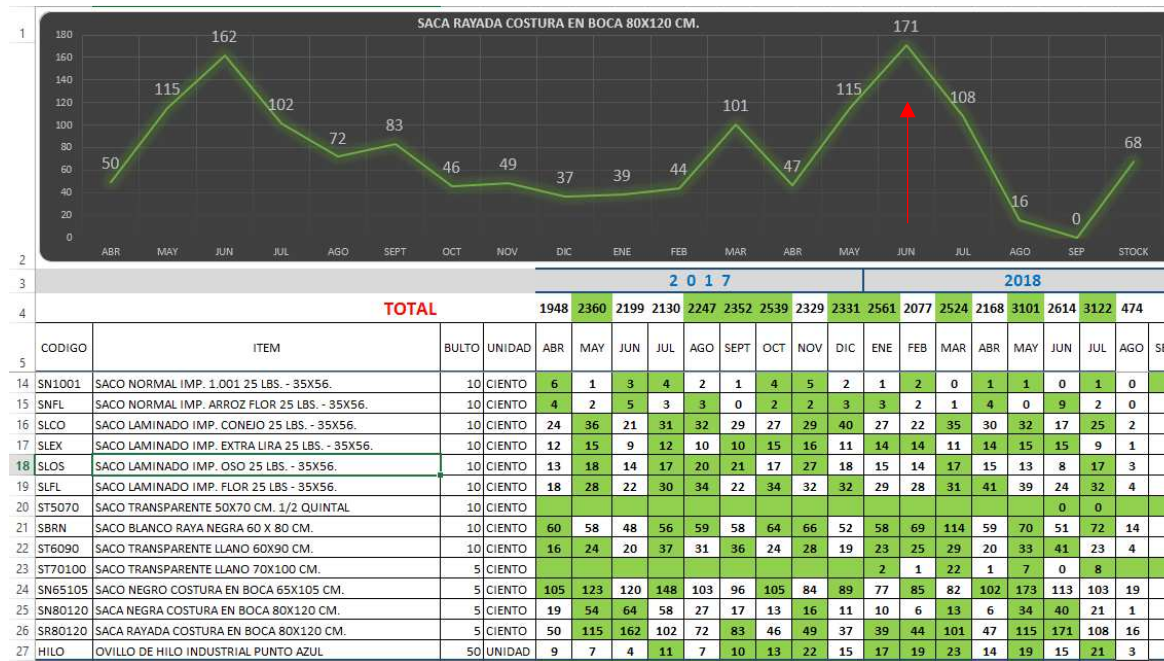 1
SACA RAYADA COSTURA EN BOCA 80X120 CM.
180
160
140
120
100
80
60
40
20
0
50 115 162 102 72 83 46 49 37 39 44 101 47 115 171 108 16 0 68
ABR MAY JUN JUL AGO SEPT OCT NOV DIC ENE FEB MAR ABR MAY JUN JUL AGO SEP STOCK
2
3 2 0 1 7 2018
4 TOTAL 1948 2360 2199 2130 2247 2352 2539 2329 2331 2561 2077 2524 2168 3101 2614 3122 474
5 CODIGO ITEM BULTO UNIDAD ABR MAY JUN JUL AGO SEPT OCT NOV DIC ENE FEB MAR ABR MAY JUN JUL AGO
14 SN1001 SACO NORMAL IMP. 1.001 25 LBS. - 35X56. 10 CIENTO 6 1 3 4 2 1 4 5 2 1 2 0 1 1 0 1 0
15 SNFL SACO NORMAL IMP. ARROZ FLOR 25 LBS. - 35X56. 10 CIENTO 4 2 5 3 3 0 2 2 3 3 2 1 4 0 9 2 0
16 SLCO SACO LAMINADO IMP. CONEJO 25 LBS. - 35X56. 10 CIENTO 24 36 21 31 32 29 27 29 40 27 22 35 30 32 17 25 2
17 SLEX SACO LAMINADO IMP. EXTRA LIRA 25 LBS. - 35X56. 10 CIENTO 12 15 9 12 10 10 15 16 11 14 14 11 14 15 15 9 1
18 SLOS SACO LAMINADO IMP. OSO 25 LBS. - 35X56. 10 CIENTO 13 18 14 17 20 21 17 27 18 15 14 17 15 13 8 17 3
19 SLFL SACO LAMINADO IMP. FLOR 25 LBS - 35X56. 10 CIENTO 18 28 22 30 34 22 34 32 32 29 28 31 41 39 24 32 4
20 ST5070 SACO TRANSPARENTE 50X70 CM. 1/2 QUINTAL 10 CIENTO 0 0
21 SBRN SACO BLANCO RAYA NEGRA 60 X 80 CM. 10 CIENTO 60 58 48 56 59 58 64 66 52 58 69 114 59 70 51 72 14
22 ST6090 SACO TRANSPARENTE LLANO 60X90 CM. 10 CIENTO 16 24 20 37 31 36 24 28 19 23 25 29 20 33 41 23 4
23 ST70100 SACO TRANSPARENTE LLANO 70X100 CM. 5 CIENTO 2 1 22 1 7 0 8
24 SN65105 SACO NEGRO COSTURA EN BOCA 65X105 CM. 5 CIENTO 105 123 120 148 103 96 105 84 89 77 85 82 102 173 113 103 19
25 SN80120 SACA NEGRA COSTURA EN BOCA 80X120 CM. 5 CIENTO 19 54 64 58 27 17 13 16 11 10 6 13 6 34 40 21 1
26 SR80120 SACA RAYADA COSTURA EN BOCA 80X120 CM. 5 CIENTO 50 115 162 102 72 83 46 49 37 39 44 101 47 115 171 108 16
27 HILO OVILLO DE HILO INDUSTRIAL PUNTO AZUL 50 UNIDAD 9 7 4 11 7 10 13 22 15 17 19 23 14 19 15 21 3